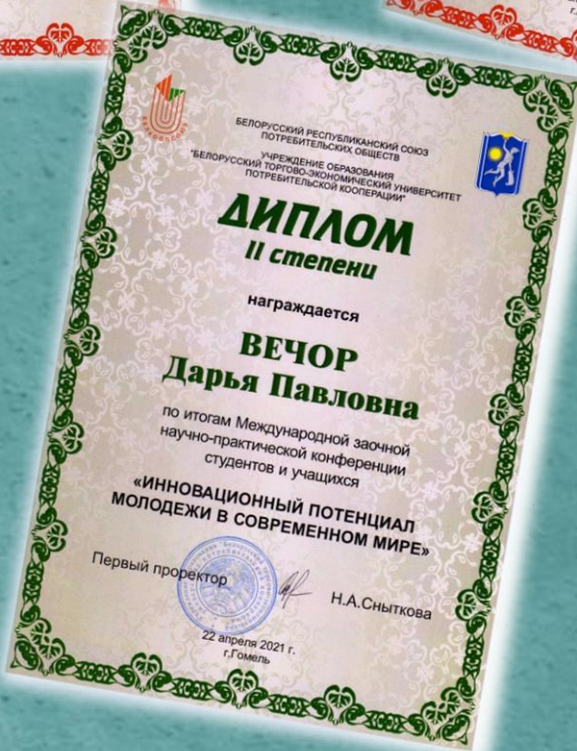 БЕЛОРУССКИЙ РЕСПУБЛИКАНСКИЙ СОЮЗ
ПОТРЕБИТЕЛЬСКИХ ОБЩЕСТВ
УЧРЕЖДЕНИЕ ОБРАЗОВАНИЯ
"БЕЛОРУССКИЙ ТОРГОВО-ЭКОНОМИЧЕСКИЙ УНИВЕРСИТЕТ
ПОТРЕБИТЕЛЬСКОЙ КООПЕРАЦИИ"
ДИПЛОМ
II степени
награждается
ВЕЧОР
Дарья Павловна
по итогам Международной заочной
научно-практической конференции
студентов и учащихся
«ИННОВАЦИОННЫЙ ПОТЕНЦИАЛ
МОЛОДЕЖИ В СОВРЕМЕННОМ МИРЕ»
Первый проректор
Н.А.Сныткова
22 апреля 2021 г.
г.Гомель